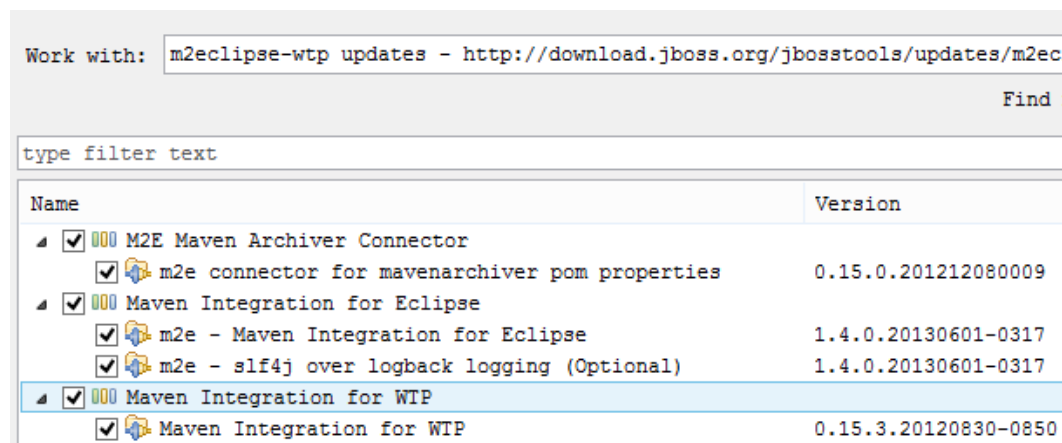 Work with: m2eclipse-wtp updates - http://download.jboss.org/jbosstools/updates/m2ec
Find
type filter text
Name Version
M2E Maven Archiver Connector
m2e connector for mavenarchiver pom properties 0.15.0.201212080009
Maven Integration for Eclipse
m2e - Maven Integration for Eclipse 1.4.0.20130601-0317
m2e - slf4j over logback logging (Optional) 1.4.0.20130601-0317
Maven Integration for WTP
Maven Integration for WTP 0.15.3.20120830-0850